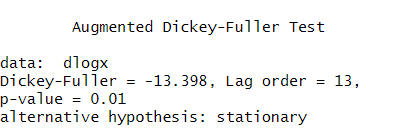 Augmented Dickey-Fuller Test
data: dlogx
Dickey-Fuller = -13.398, Lag order = 13,
p-value = 0.01
alternative hypothesis: stationary